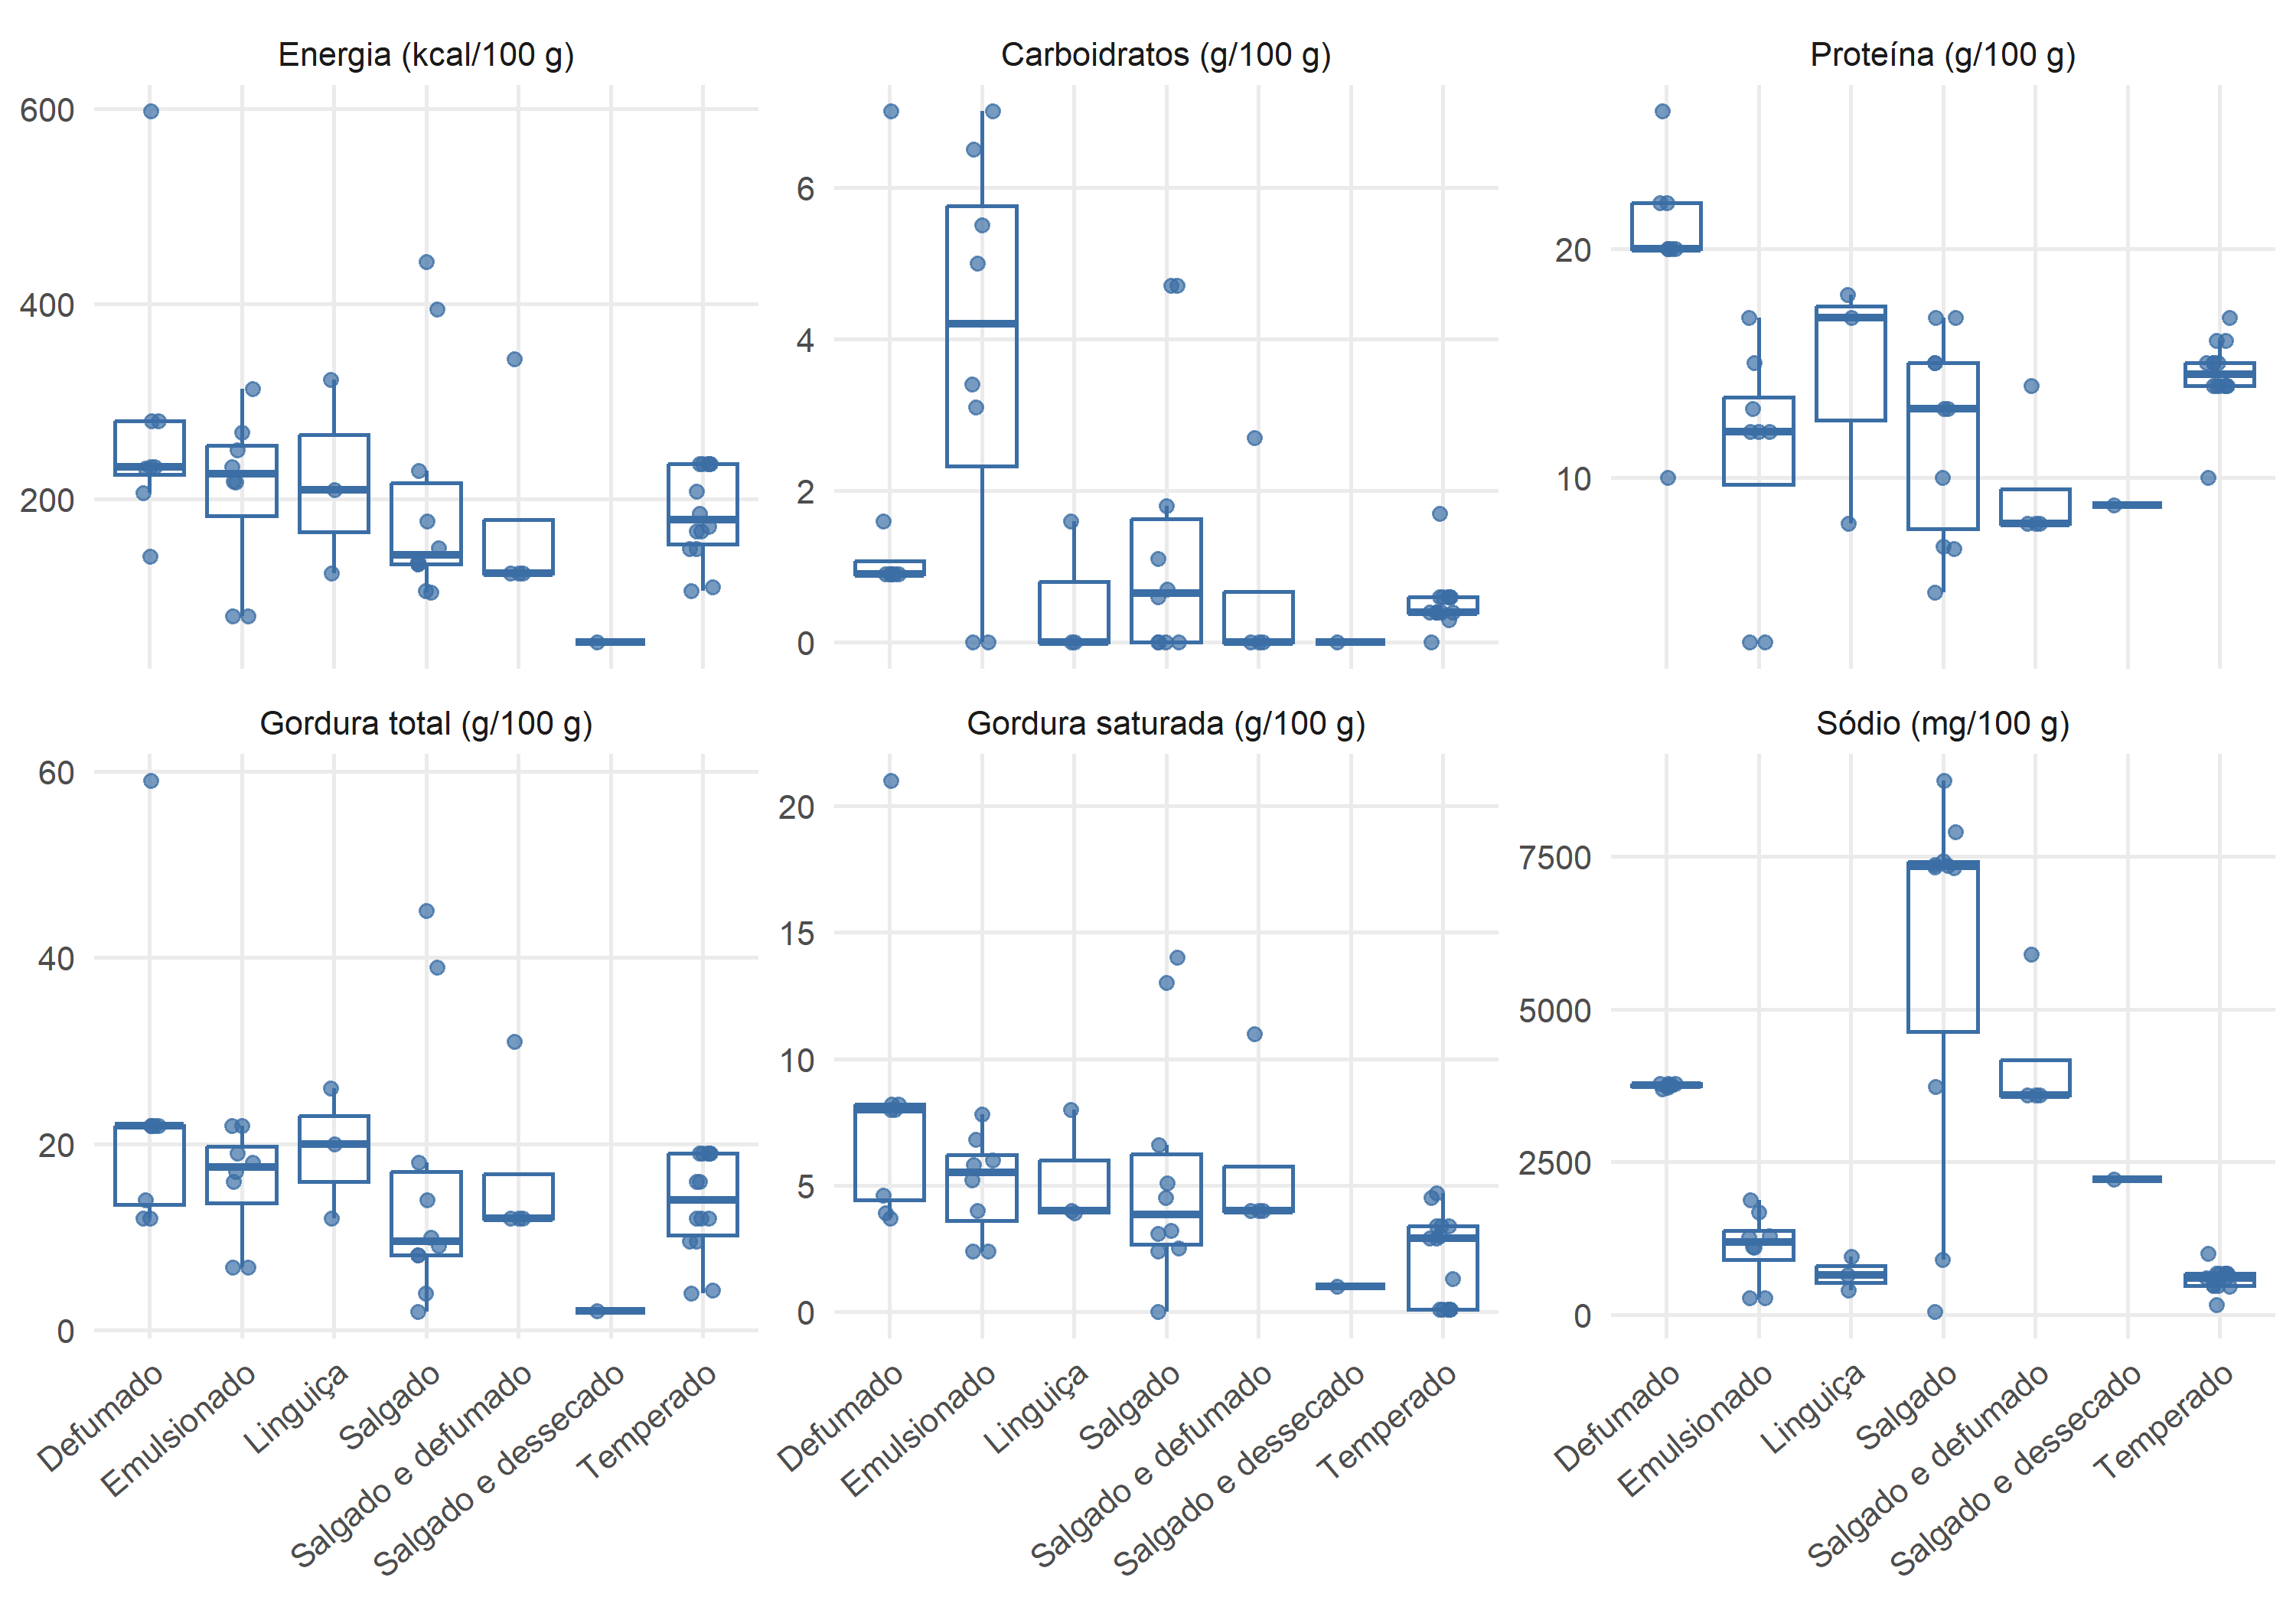 Energia (kcal/100 g)
Carboidratos (g/100 g)
Proteína (g/100 g)
600
400
200
6
4
2
0
20
10
Gordura total (g/100 g)
Gordura saturada (g/100 g)
Sódio (mg/100 g)
60
40
20
0
20
15
10
5
0
7500
5000
2500
0
Defumado
Emulsionado
Linguiça
Salgado
Salgado e defumado
Salgado e dessecado
Temperado
Defumado
Emulsionado
Linguiça
Salgado
Salgado e defumado
Salgado e dessecado
Temperado
Defumado
Emulsionado
Linguiça
Salgado
Salgado e defumado
Salgado e dessecado
Temperado